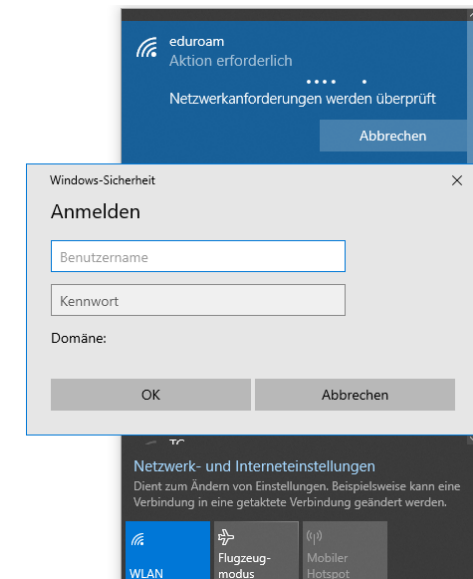 eduroam
Aktion erforderlich
Netzwerkanforderungen werden überprüft
Abbrechen
Windows-Sicherheit
Anmelden
Benutzername
Kennwort
Domäne:
OK
Abbrechen
TC
Netzwerk- und Interneteinstellungen
Dient zum Ändern von Einstellungen. Beispielsweise kann eine
Verbindung in eine getaktete Verbindung geändert werden.
WLAN
Flugzeug-
modus
Mobiler
Hotspot